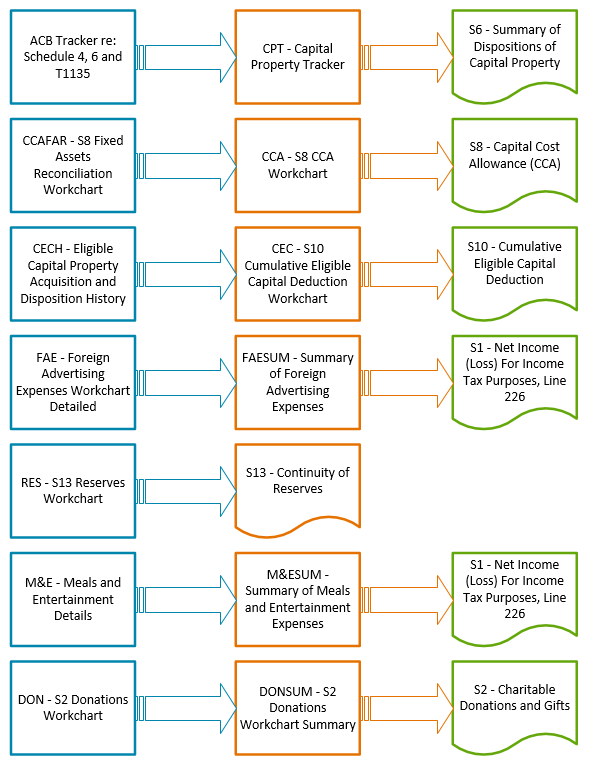 ACB Tracker re:
Schedule 4, 6 and
T1135
CPT - Capital
Property Tracker
S6 - Summary of
Dispositions of
Capital Property
CCAFAR - S8 Fixed
Assets
Reconciliation
Workchart
CCA - S8 CCA
Workchart
S8 - Capital Cost
Allowance (CCA)
CECH - Eligible
Capital Property
Acquisition and
Disposition History
CEC - S10
Cumulative Eligible
Capital Deduction
Workchart
S10 - Cumulative
Eligible Capital
Deduction
FAE - Foreign
Advertising
Expenses Workchart
Detailed
FAESUM - Summary
of Foreign
Advertising
Expenses
S1 - Net Income
(Loss) For Income
Tax Purposes, Line
226
RES - S13 Reserves
Workchart
S13 - Continuity of
Reserves
M&E - Meals and
Entertainment
Details
M&ESUM -
Summary of Meals
and Entertainment
Expenses
S1 - Net Income
(Loss) For Income
Tax Purposes, Line
226
DON - S2 Donations
Workchart
DONSUM - S2
Donations
Workchart Summary
S2 - Charitable
Donations and Gifts